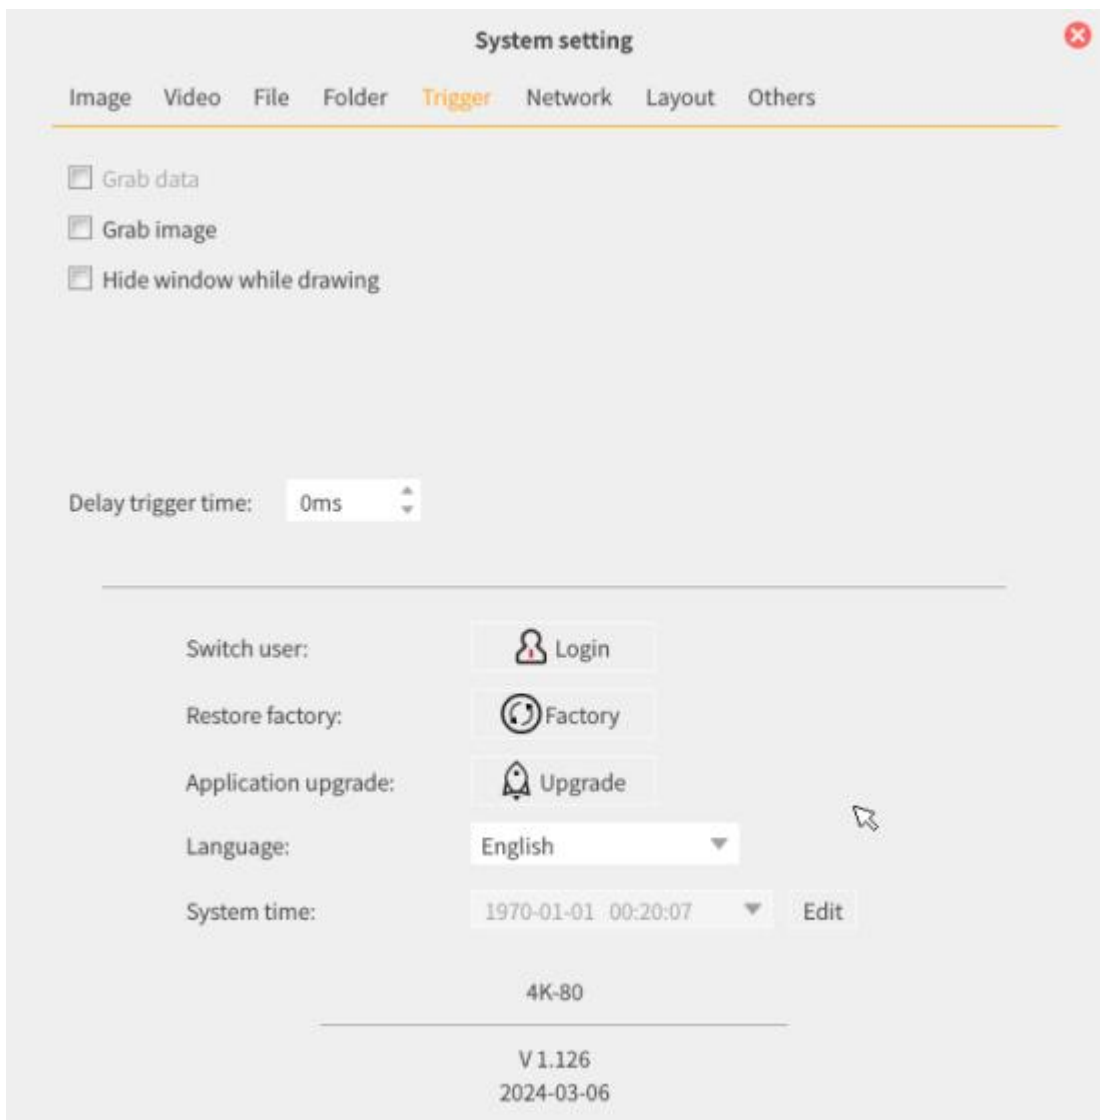 System setting
Image Video File Folder Trigger Network Layout Others
Grab data
Grab image
Hide window while drawing
Delay trigger time: 0ms
Switch user: Login
Restore factory: Factory
Application upgrade: Upgrade
Language: English
System time: 1970-01-01 00:20:07 Edit
4K-80
V 1.126
2024-03-06